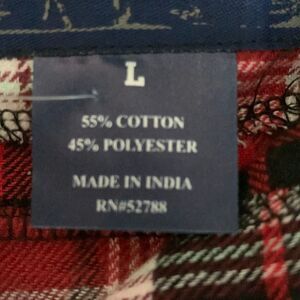 L
55% COTTON
45% POLYESTER
MADE IN INDIA
RN#52788